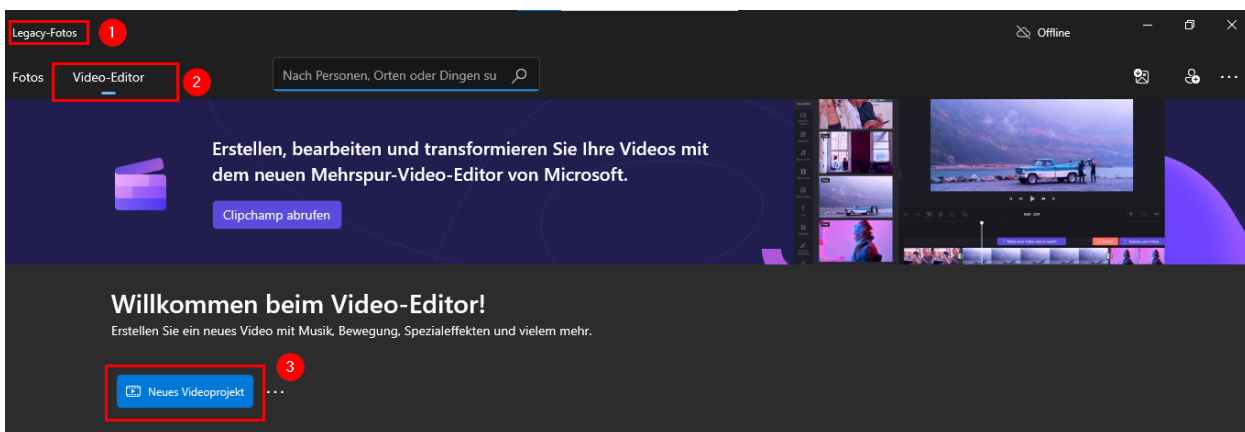 Legacy-Fotos
1
Offline
Fotos
Video-Editor
2
Nach Personen, Orten oder Dingen su
Erstellen, bearbeiten und transformieren Sie Ihre Videos mit
dem neuen Mehrspur-Video-Editor von Microsoft.
Clipchamp abrufen
Willkommen beim Video-Editor!
Erstellen Sie ein neues Video mit Musik, Bewegung, Spezialeffekten und vielem mehr.
3
Neues Videoprojekt